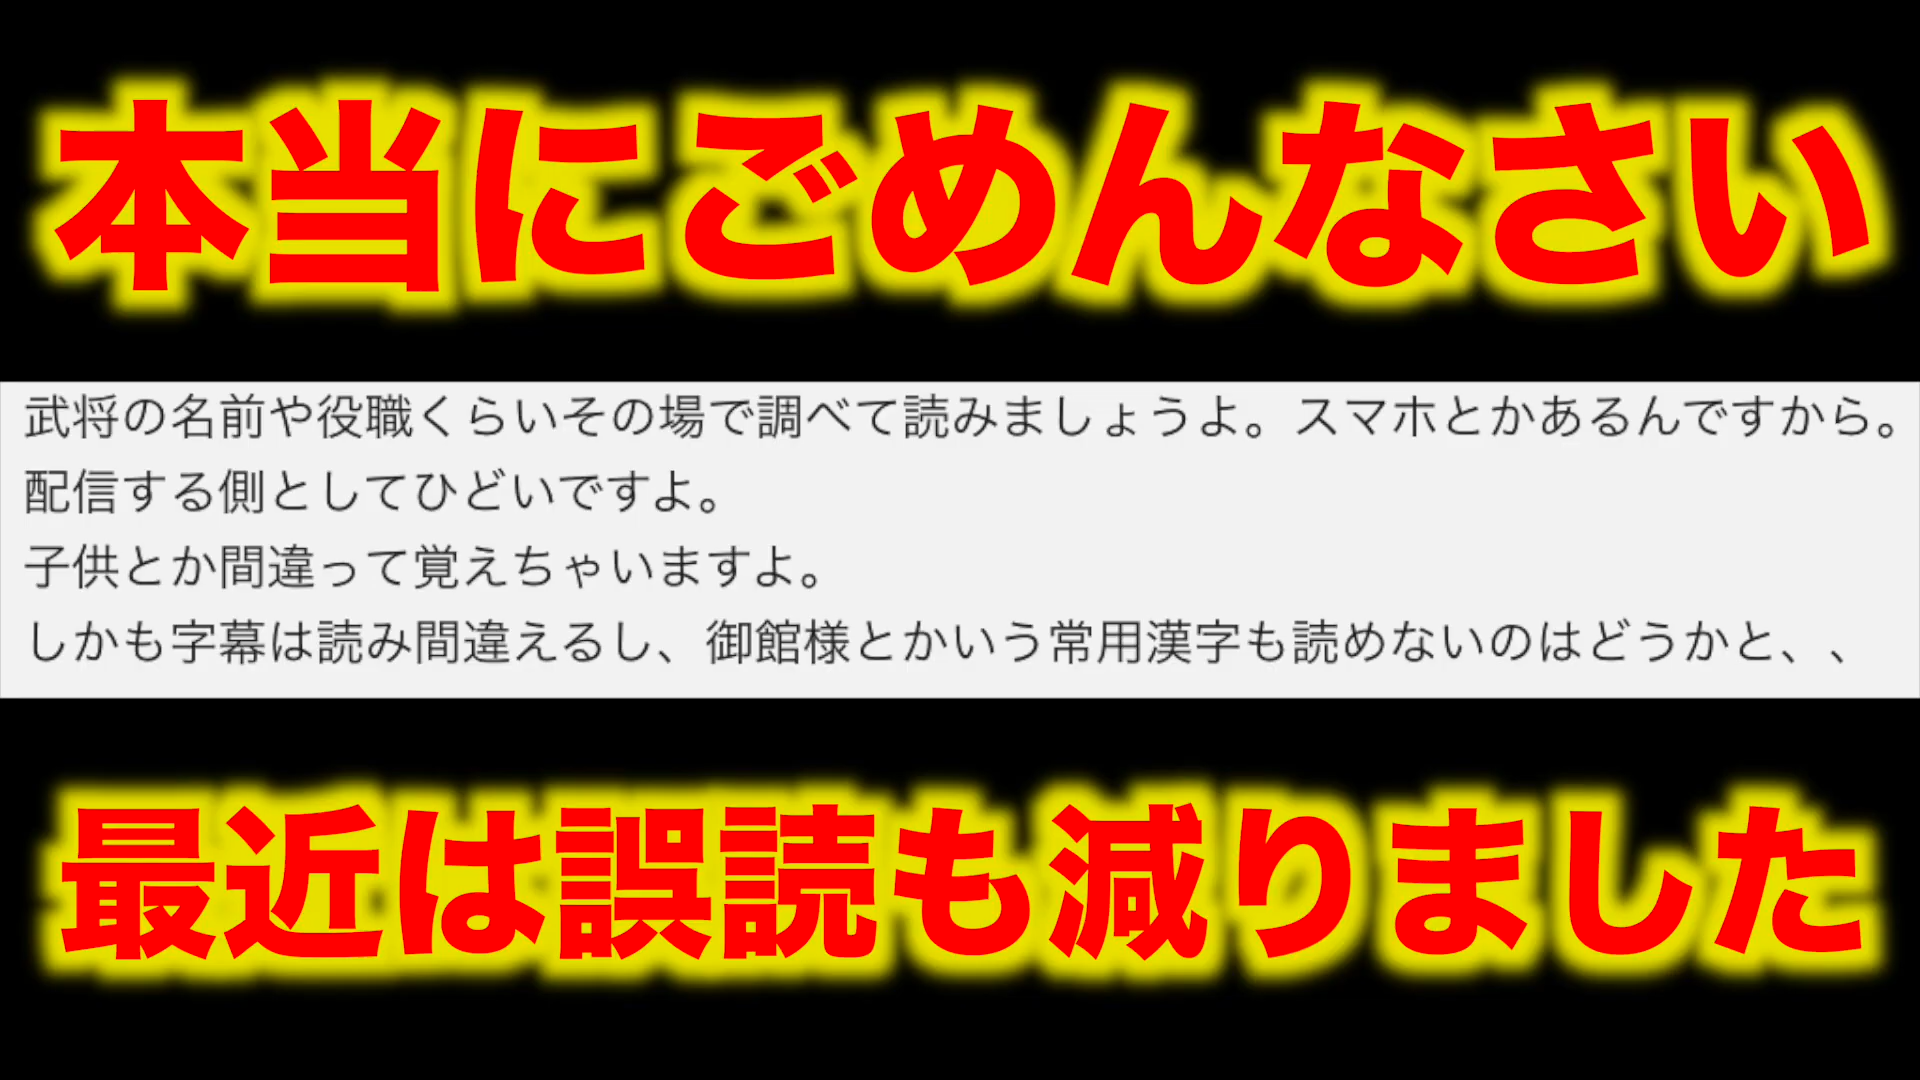 本当にごめんなさい
武将の名前や役職くらいその場で調べて読みましょうよ。スマホとかあるんですから。
配信する側としてひどいですよ。
子供とか間違って覚えちゃいますよ。
しかも字幕は読み間違えるし、御館様とかいう常用漢字も読めないのはどうかと、、
最近は誤読も減りました